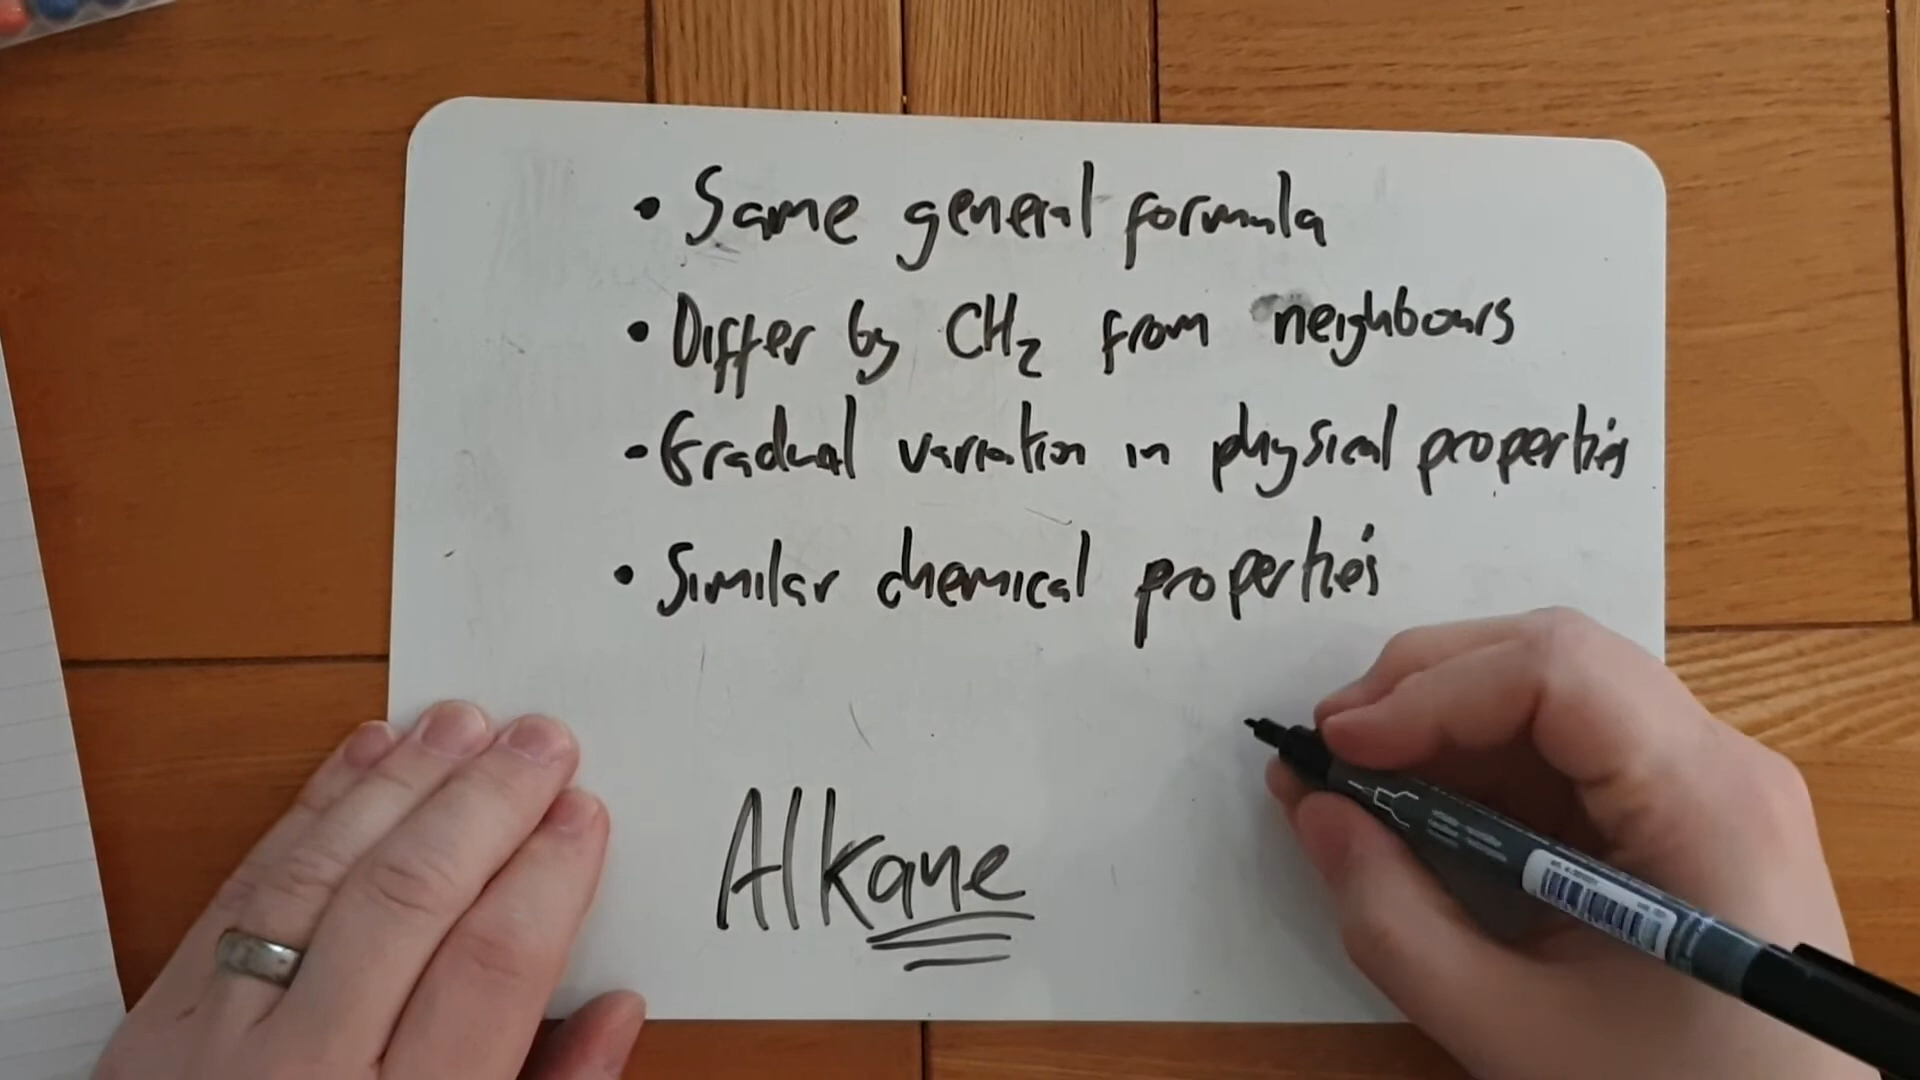 • Same general formula
• Differ by CH₂ from neighbours
• Gradual variation in physical properties
• Similar chemical properties
Alkane